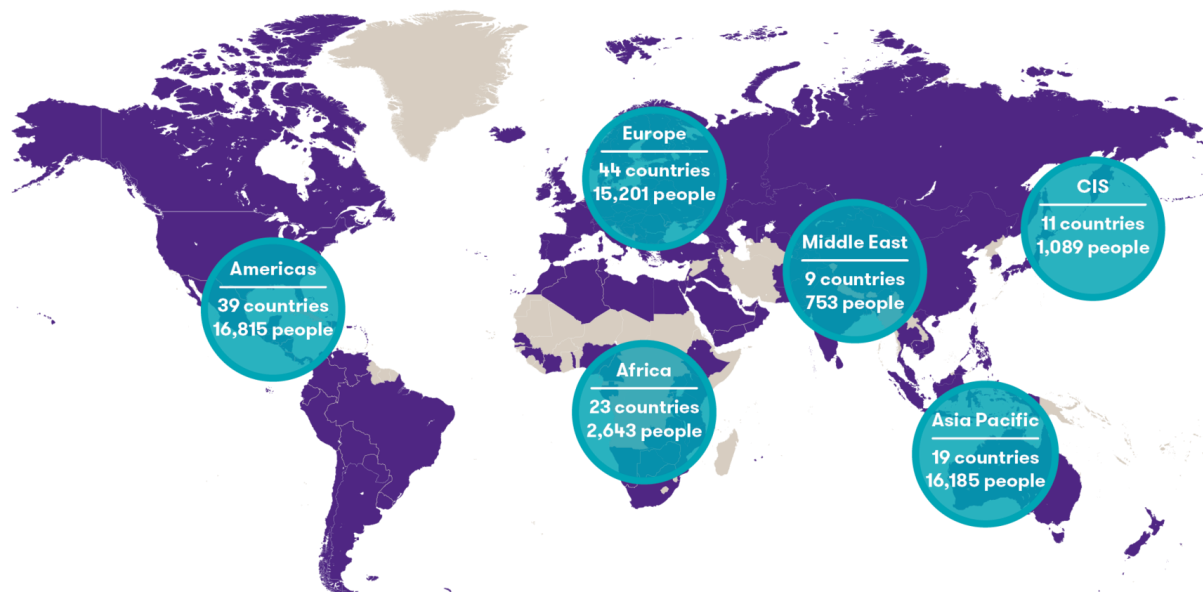 Europe
44 countries
15,201 people
CIS
11 countries
1,089 people
Middle East
9 countries
753 people
Americas
39 countries
16,815 people
Africa
23 countries
2,643 people
Asia Pacific
19 countries
16,185 people